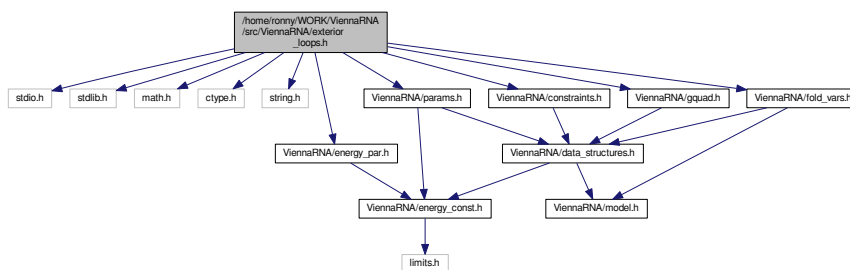 /home/ronny/WORK/ViennaRNA
/src/ViennaRNA/exterior
_loops.h
stdio.h
stdlib.h
math.h
ctype.h
string.h
ViennaRNA/params.h
ViennaRNA/constraints.h
ViennaRNA/gquad.h
ViennaRNA/fold_vars.h
ViennaRNA/energy_par.h
ViennaRNA/data_structures.h
ViennaRNA/energy_const.h
ViennaRNA/model.h
limits.h